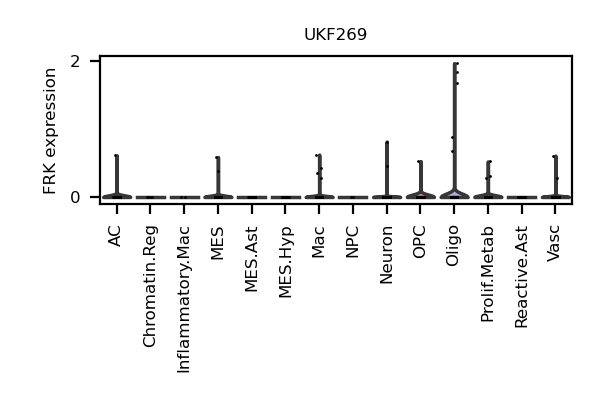 UKF269
FRK expression
2
0
AC
Chromatin.Reg
Inflammatory.Mac
MES
MES.Ast
MES.Hyp
Mac
NPC
Neuron
OPC
Oligo
Prolif.Metab
Reactive.Ast
Vasc